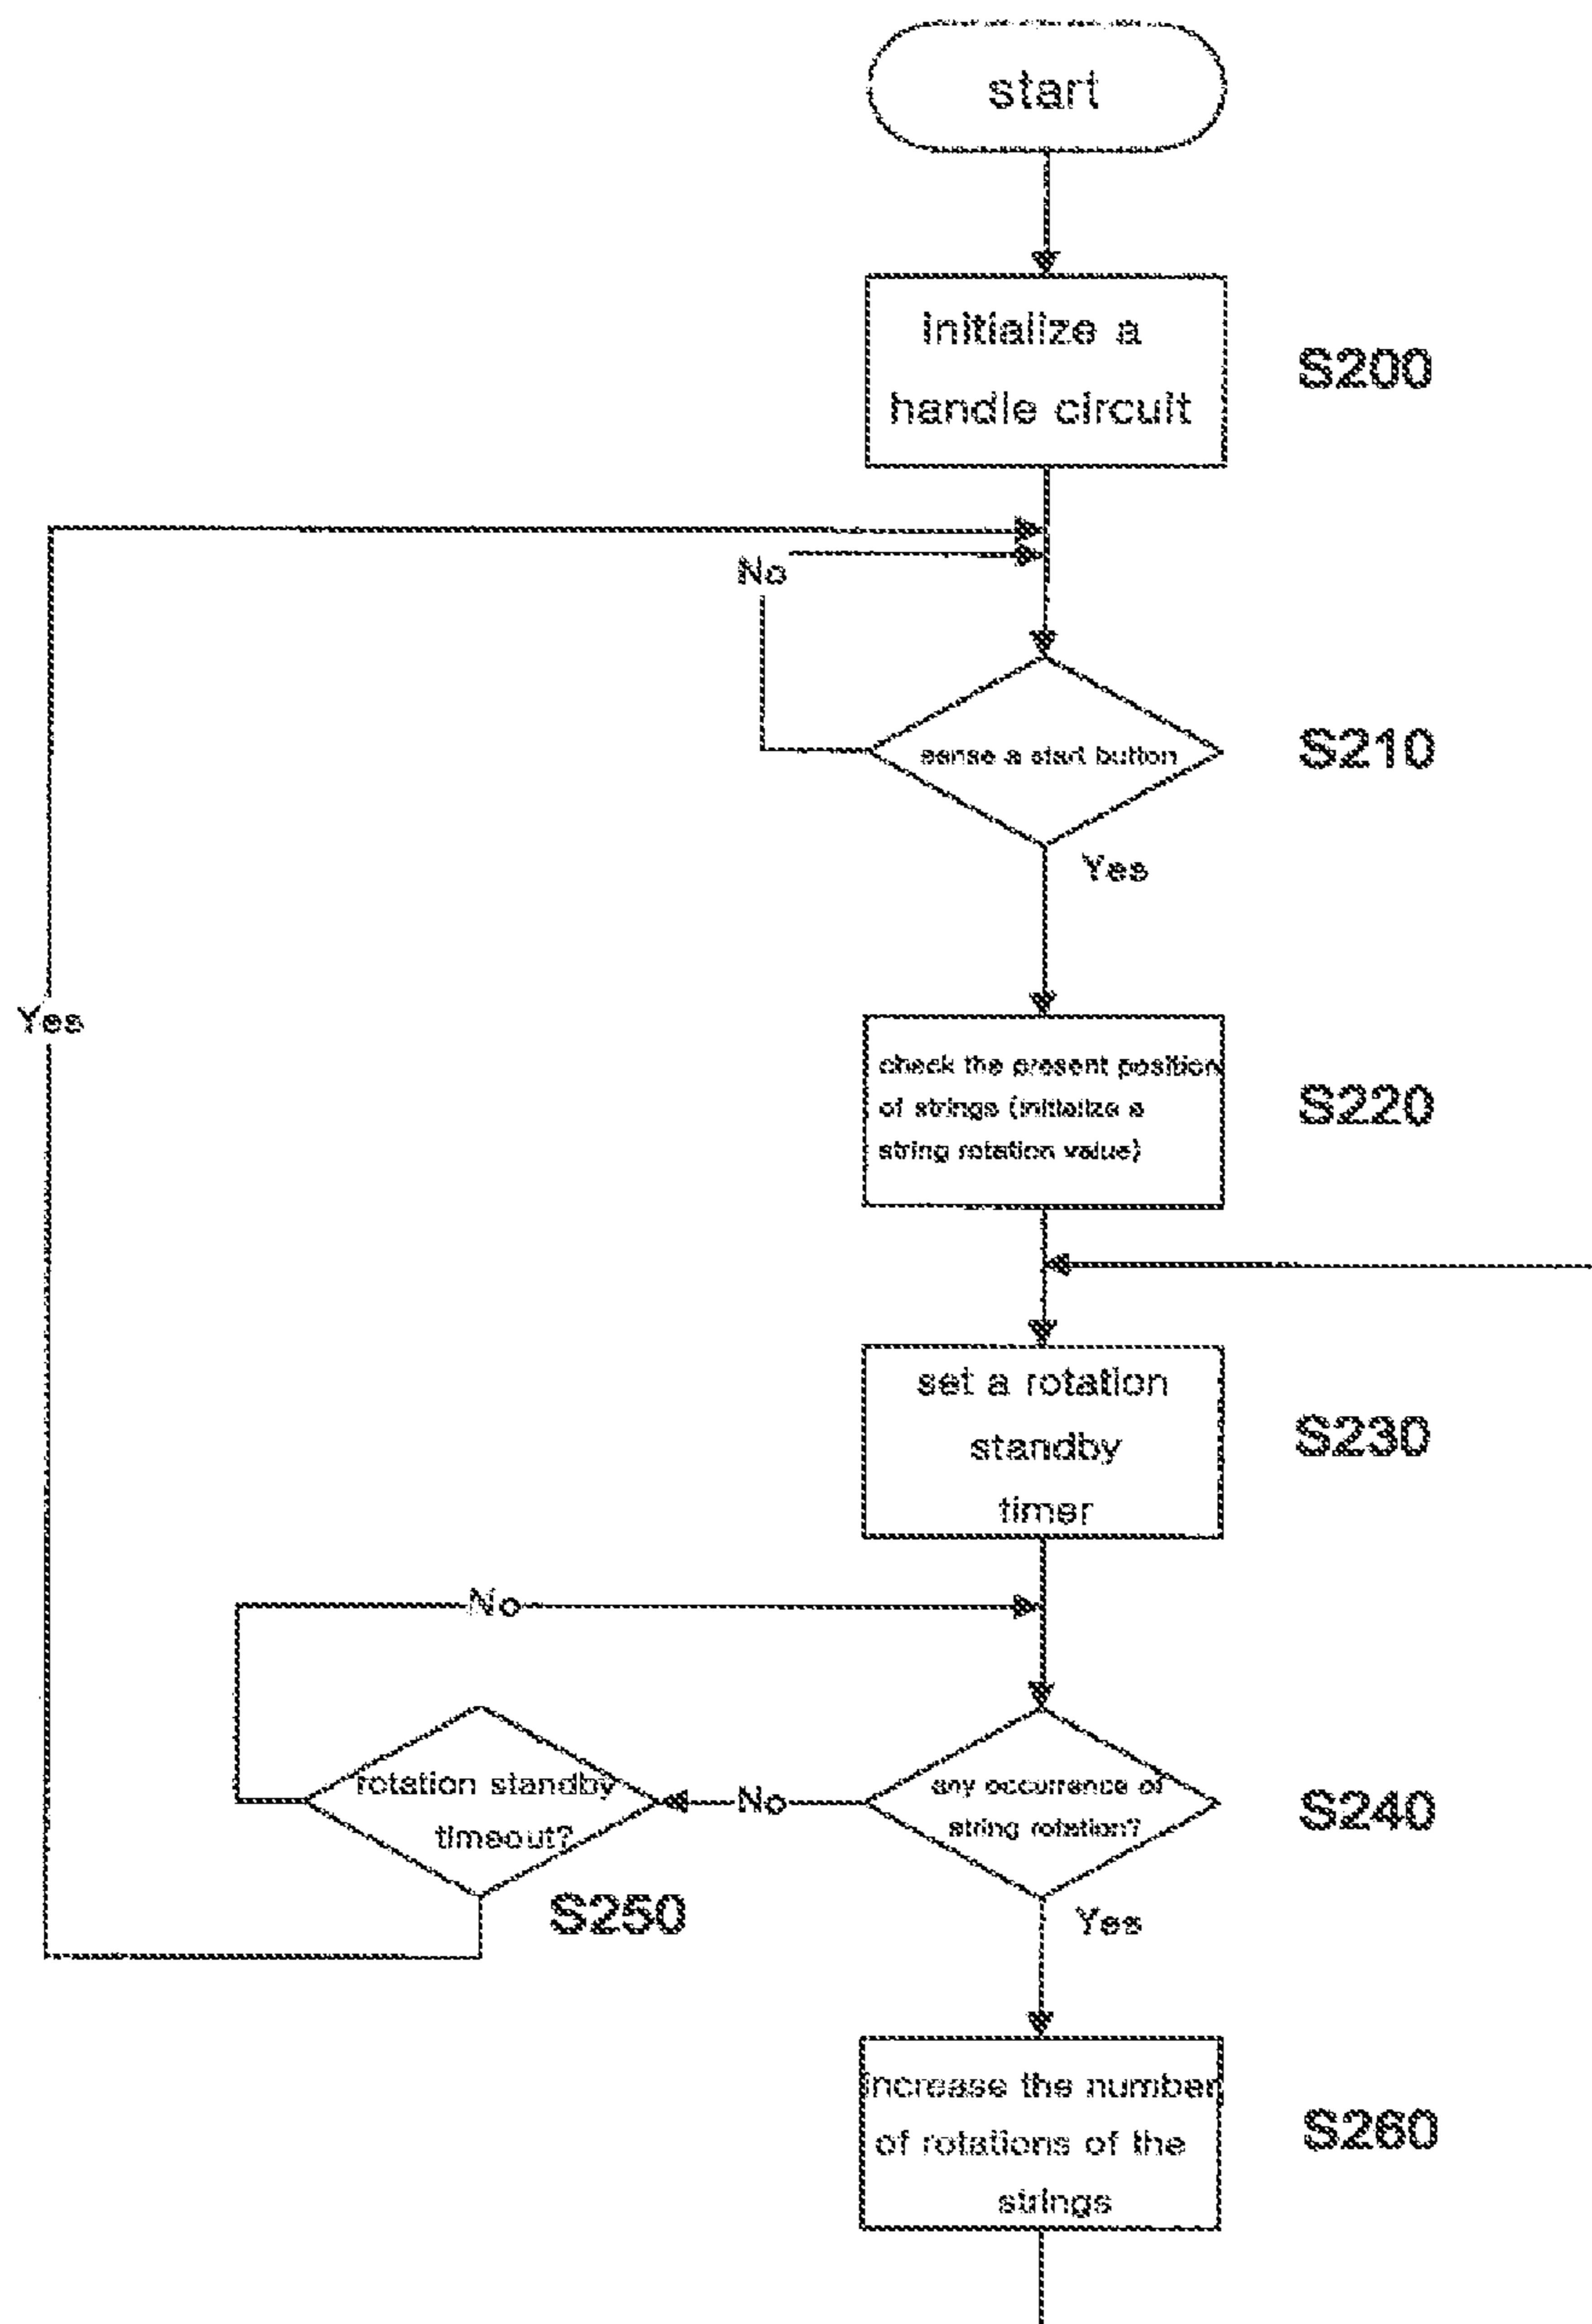 start
initialize a
handle circuit
S200
No
sense a start button
S210
Yes
Yes
check the present position
of strings (initialize a
string rotation value)
S220
set a rotation
standby
timer
S230
No
rotation standby
timeout?
No
any occurrence of
string rotation?
S240
S250
Yes
increase the number
of rotations of the
strings
S260